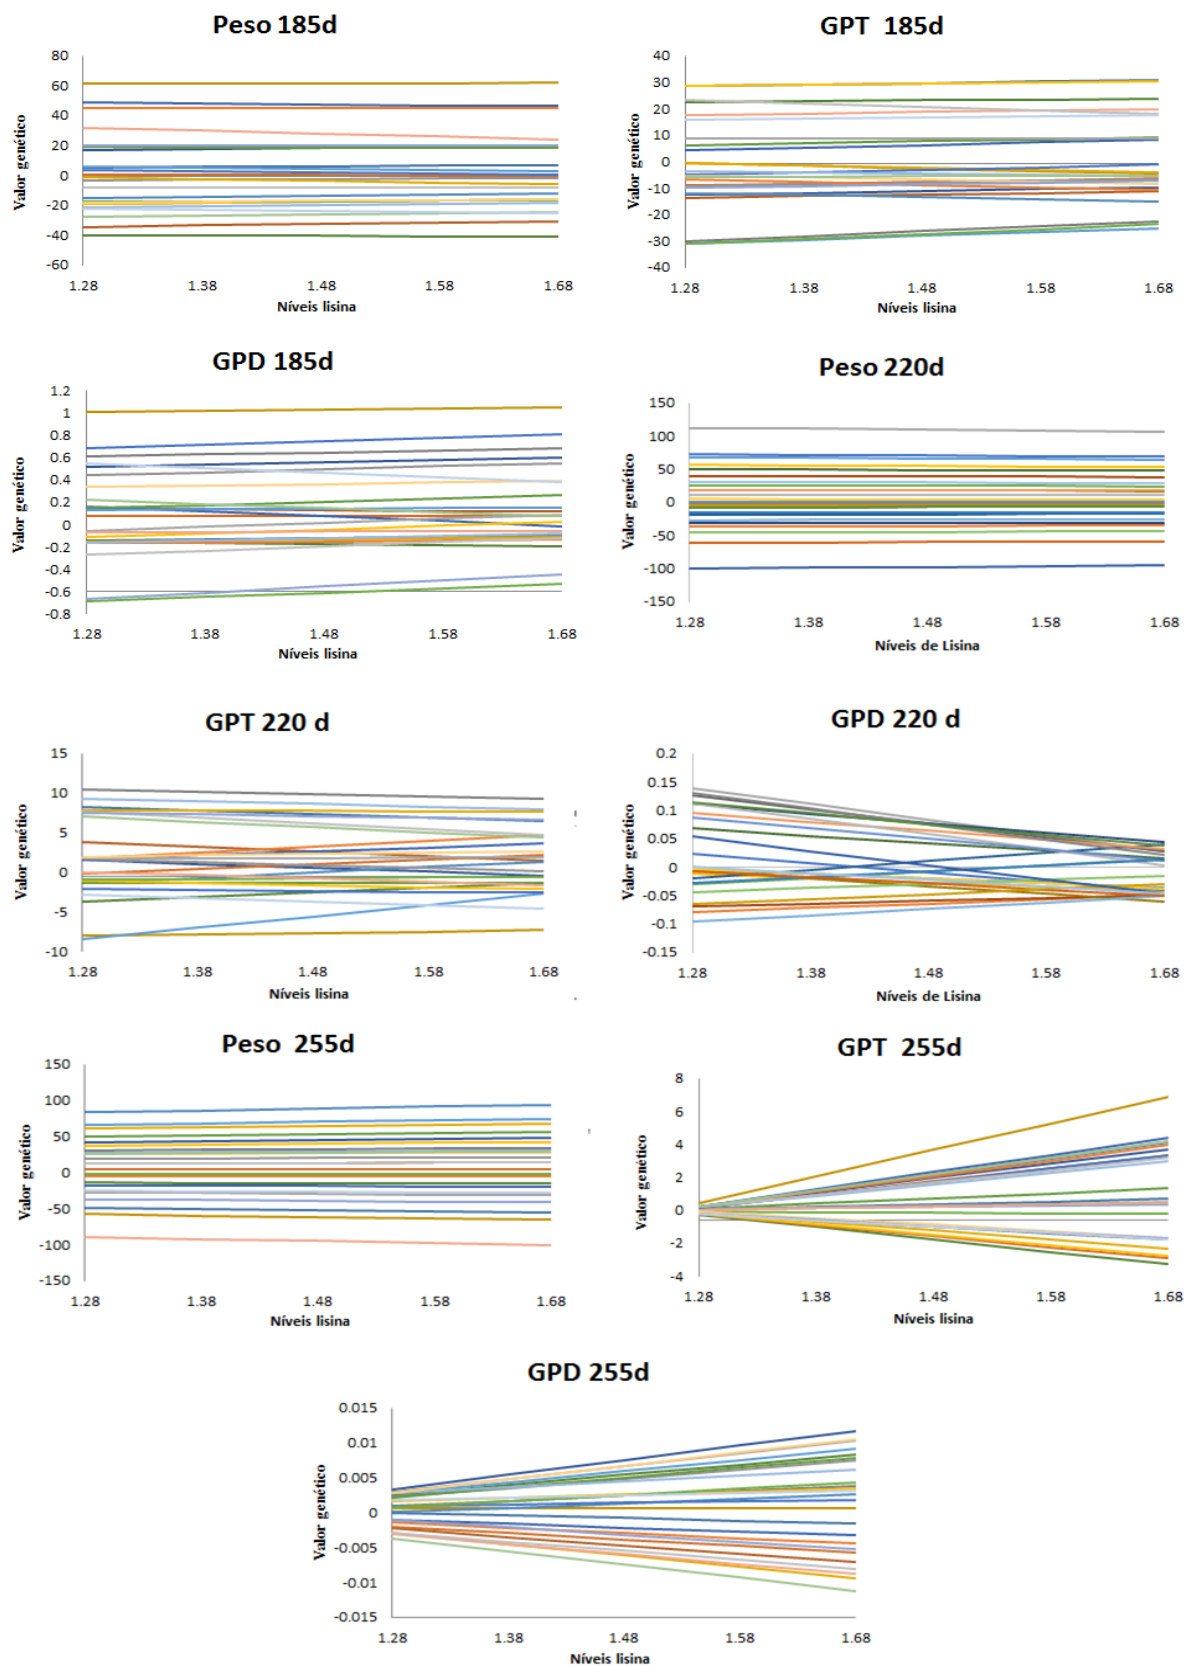 Peso 185d
Valor genético
80
60
40
20
0
-20
-40
-60
1.28 1.38 1.48 1.58 1.68
Níveis lisina
GPT 185d
Valor genético
40
30
20
10
0
-10
-20
-30
-40
1.28 1.38 1.48 1.58 1.68
Níveis lisina
GPD 185d
Valor genético
1.2
1
0.8
0.6
0.4
0.2
0
-0.2
-0.4
-0.6
-0.8
1.28 1.38 1.48 1.58 1.68
Níveis lisina
Peso 220d
Valor genético
150
100
50
0
-50
-100
-150
1.28 1.38 1.48 1.58 1.68
Níveis de Lisina
GPT 220 d
Valor genético
15
10
5
0
-5
-10
1.28 1.38 1.48 1.58 1.68
Níveis lisina
GPD 220 d
Valor genético
0.2
0.15
0.1
0.05
0
-0.05
-0.1
-0.15
1.28 1.38 1.48 1.58 1.68
Níveis de Lisina
Peso 255d
Valor genético
150
100
50
0
-50
-100
-150
1.28 1.38 1.48 1.58 1.68
Níveis lisina
GPT 255d
Valor genético
8
6
4
2
0
-2
-4
1.28 1.38 1.48 1.58 1.68
Níveis lisina
GPD 255d
Valor genético
0.015
0.01
0.005
0
-0.005
-0.01
-0.015
1.28 1.38 1.48 1.58 1.68
Níveis lisina